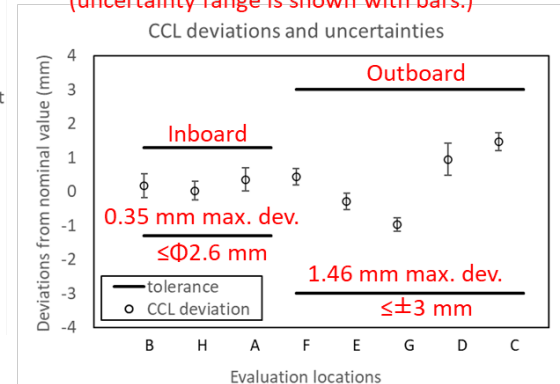 (uncertainty range is shown with bars.)
CCL deviations and uncertainties
Deviations from nominal value (mm)
4
3
2
1
0
-1
-2
-3
-4
Outboard
Inboard
0.35 mm max. dev.
≤Φ2.6 mm
1.46 mm max. dev.
≤±3 mm
tolerance
CCL deviation
B H A F E G D C
Evaluation locations
t